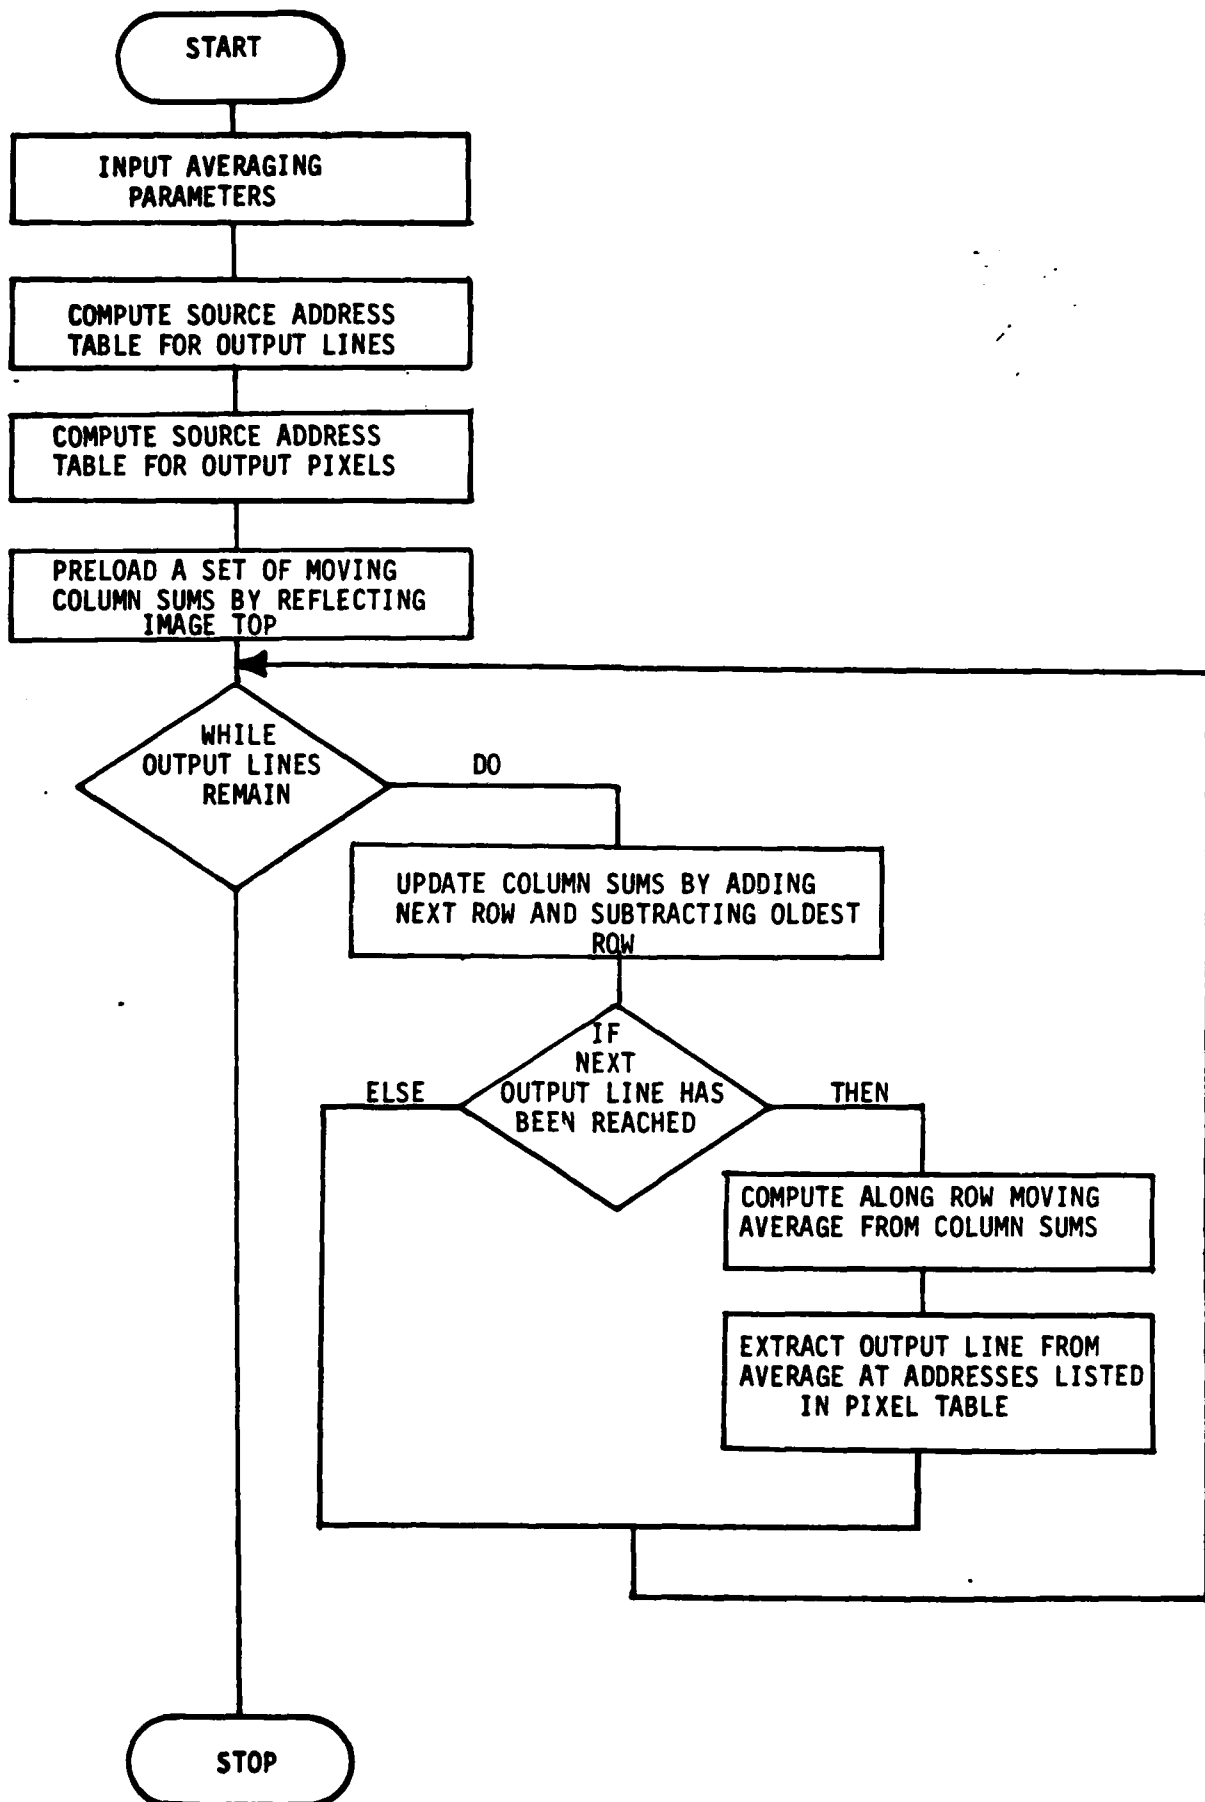 START
INPUT AVERAGING
PARAMETERS
COMPUTE SOURCE ADDRESS
TABLE FOR OUTPUT LINES
COMPUTE SOURCE ADDRESS
TABLE FOR OUTPUT PIXELS
PRELOAD A SET OF MOVING
COLUMN SUMS BY REFLECTING
IMAGE TOP
WHILE
OUTPUT LINES
REMAIN
DO
UPDATE COLUMN SUMS BY ADDING
NEXT ROW AND SUBTRACTING OLDEST
ROW
IF
NEXT
OUTPUT LINE HAS
BEEN REACHED
ELSE
THEN
COMPUTE ALONG ROW MOVING
AVERAGE FROM COLUMN SUMS
EXTRACT OUTPUT LINE FROM
AVERAGE AT ADDRESSES LISTED
IN PIXEL TABLE
STOP